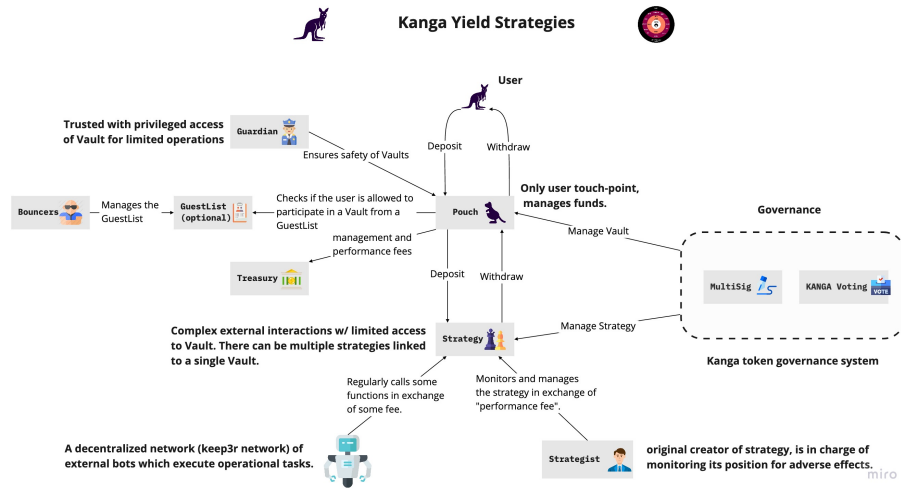 Kanga Yield Strategies
User
Trusted with privileged access
of Vault for limited operations
Guardian
Ensures safety of Vaults
Deposit
Withdraw
Bouncers
Manages the
GuestList
GuestList
(optional)
Checks if the user is allowed to
participate in a Vault from a
GuestList
Pouch
Only user touch-point,
manages funds.
Governance
Manage Vault
management and
performance fees
Treasury
Deposit
Withdraw
MultiSig
KANGA Voting
VOTE
Complex external interactions w/ limited access
to Vault. There can be multiple strategies linked
to a single Vault.
Strategy
Manage Strategy
Kanga token governance system
Regularly calls some
functions in exchange
of some fee.
Monitors and manages
the strategy in exchange of
"performance fee".
A decentralized network (keep3r network) of
external bots which execute operational tasks.
Strategist
original creator of strategy, is in charge of
monitoring its position for adverse effects.
miro